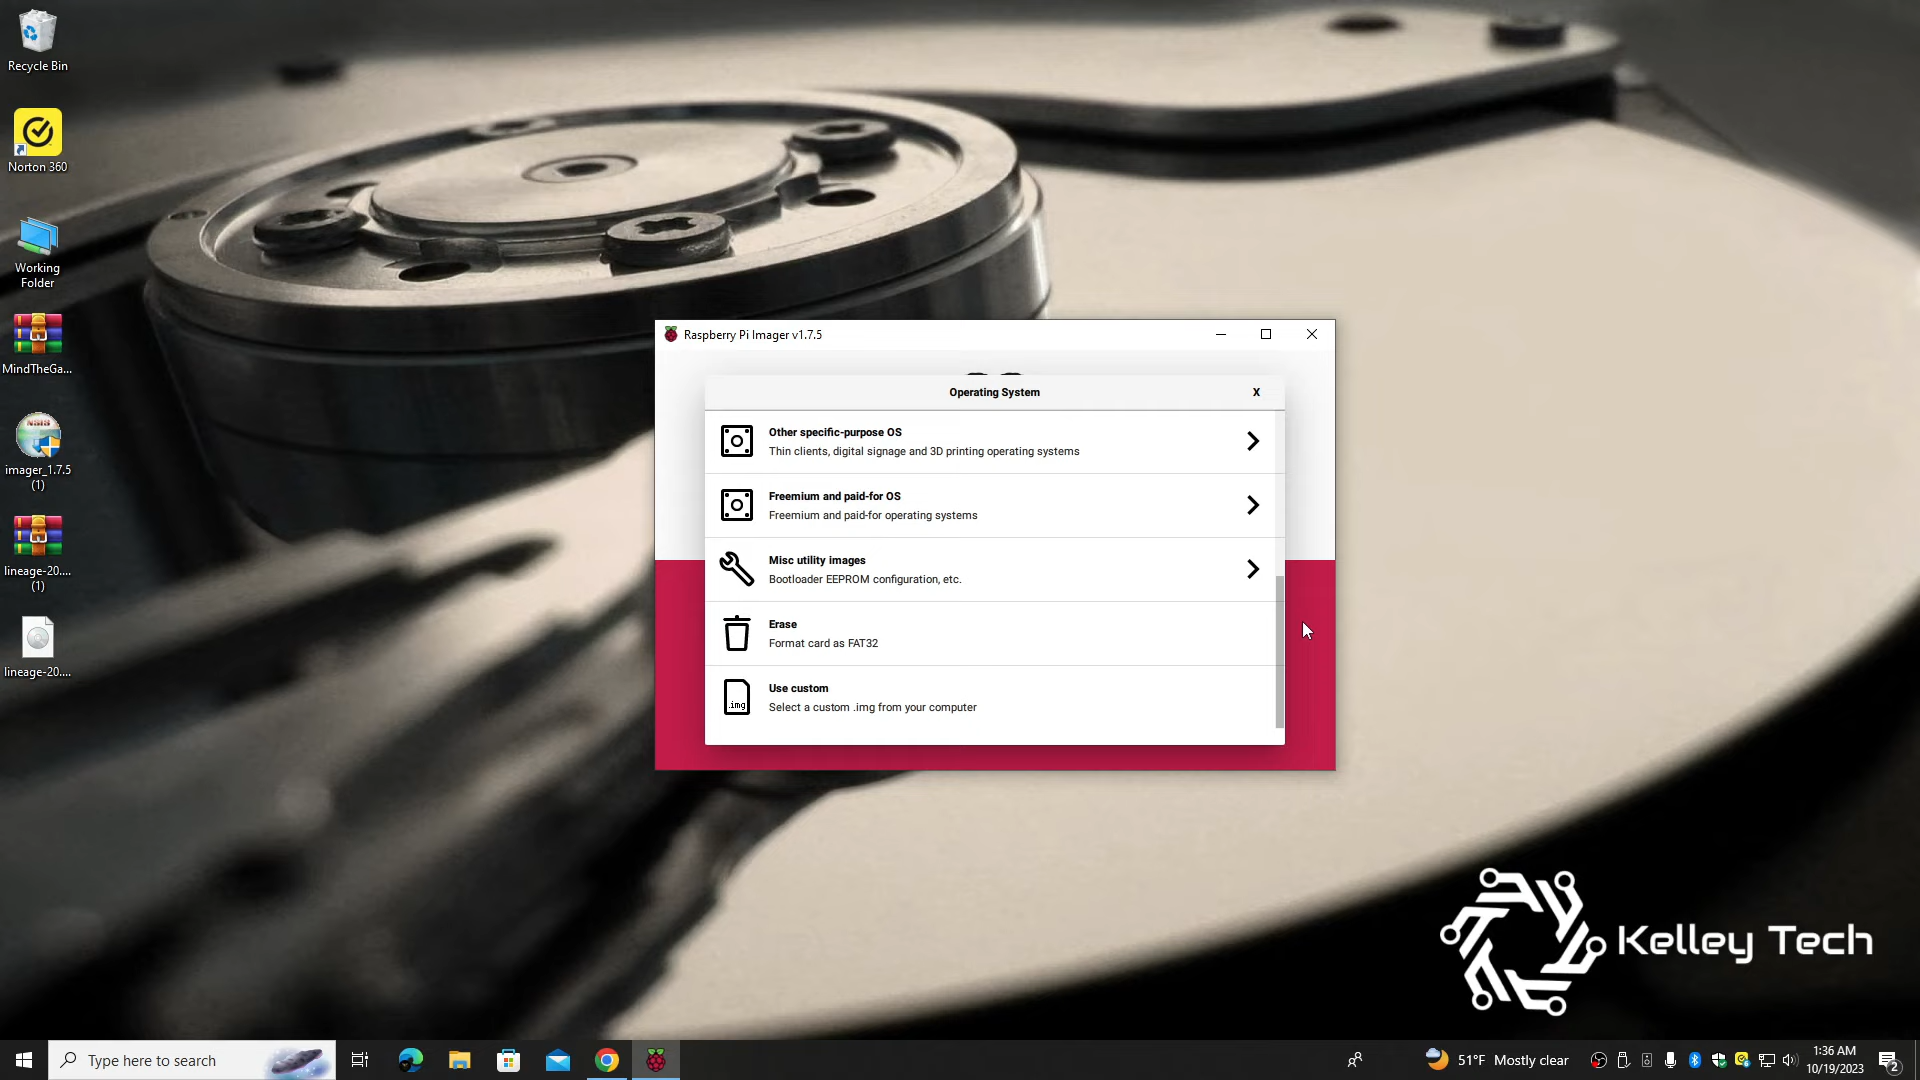 Recycle Bin
Norton 360
Working
Folder
MindTheGa...
imager_1.7.5
(1)
lineage-20....
(1)
lineage-20....
Raspberry Pi Imager v1.7.5
Operating System
X
Other specific-purpose OS
Thin clients, digital signage and 3D printing operating systems
Freemium and paid-for OS
Freemium and paid-for operating systems
Misc utility images
Bootloader EEPROM configuration, etc.
Erase
Format card as FAT32
.img
Use custom
Select a custom .img from your computer
Kelley Tech
Type here to search
51°F Mostly clear
1:36 AM
10/19/2023
2